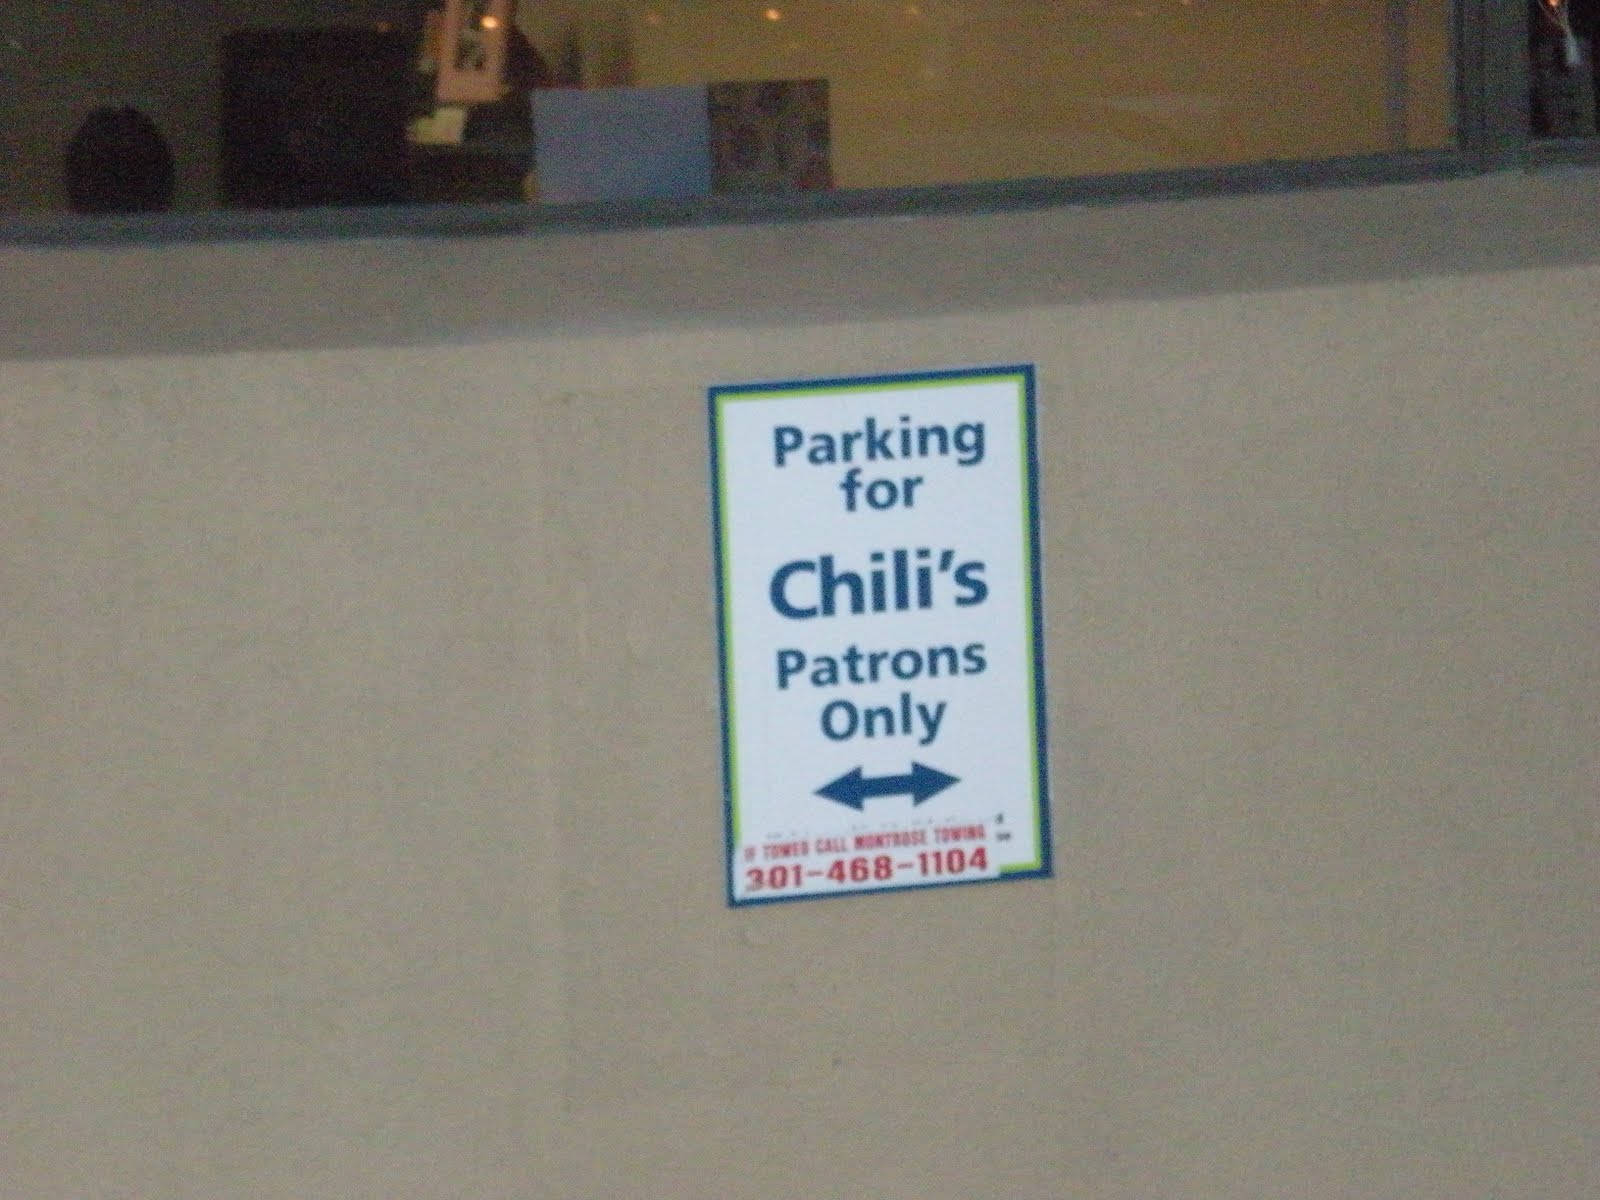 Parking
for
Chili's
Patrons
Only
IF TOWED CALL MONTROSE TOWING
301-468-1104